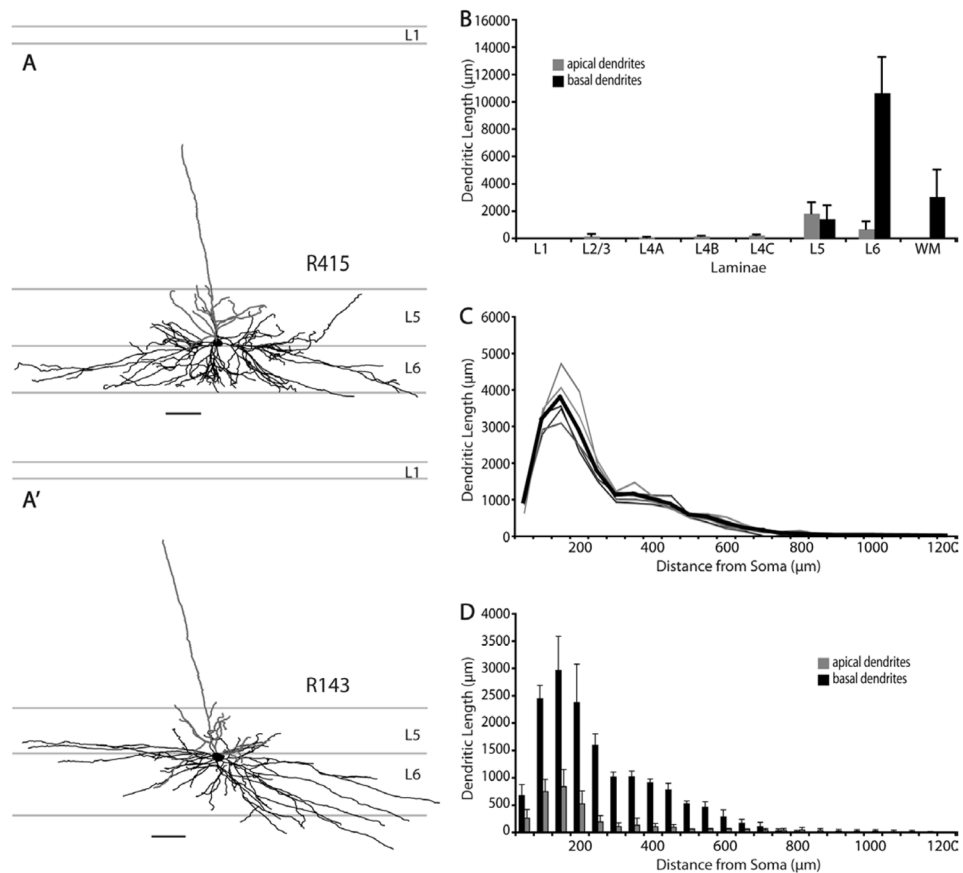 L1
A
R415
L5
L6
L1
A'
R143
L5
L6
B
16000
14000
12000
10000
8000
6000
4000
2000
0
Dendritic Length (µm)
apical dendrites
basal dendrites
L1 L2/3 L4A L4B L4C L5 L6 WM
Laminae
C
6000
5000
4000
3000
2000
1000
0
Dendritic Length (µm)
200 400 600 800 1000 120C
Distance from Soma (µm)
D
4000
3500
3000
2500
2000
1500
1000
500
0
Dendritic Length (µm)
apical dendrites
basal dendrites
200 400 600 800 1000 120C
Distance from Soma (µm)